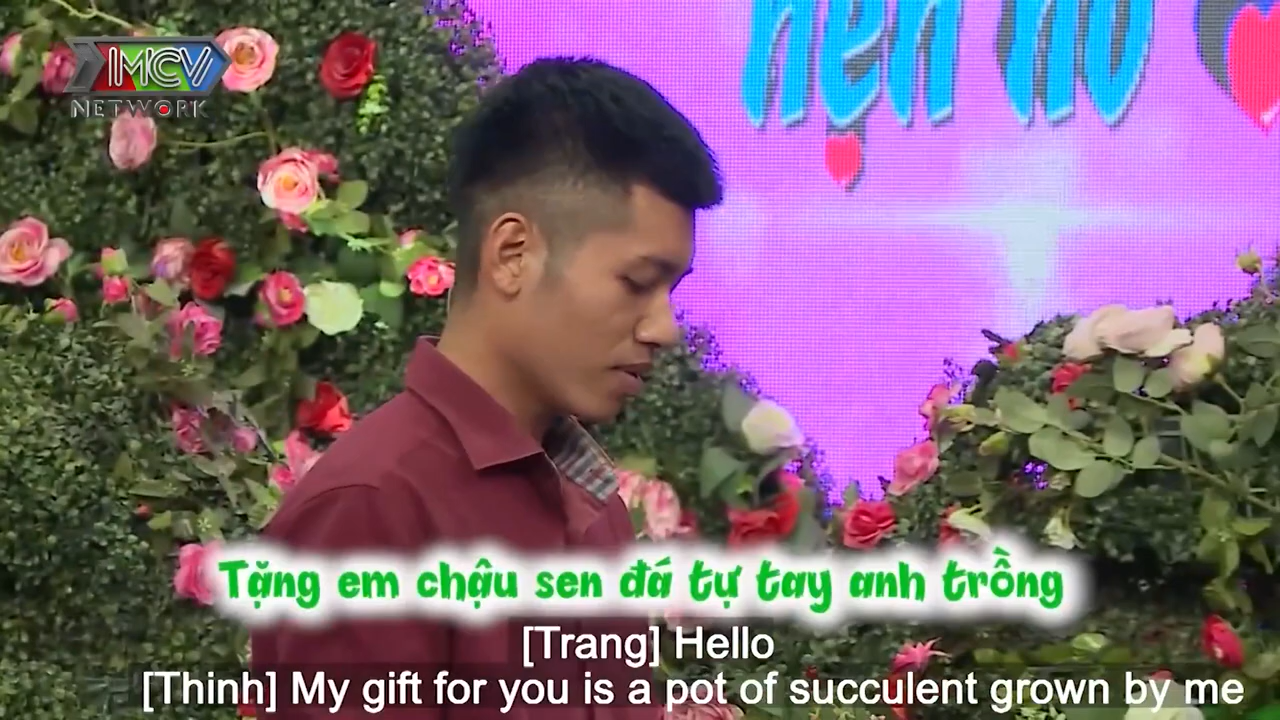 MCV
NETWORK
hẹn hò
Tặng em chậu sen đá tự tay anh trồng
[Trang] Hello
[Thinh] My gift for you is a pot of succulent grown by me